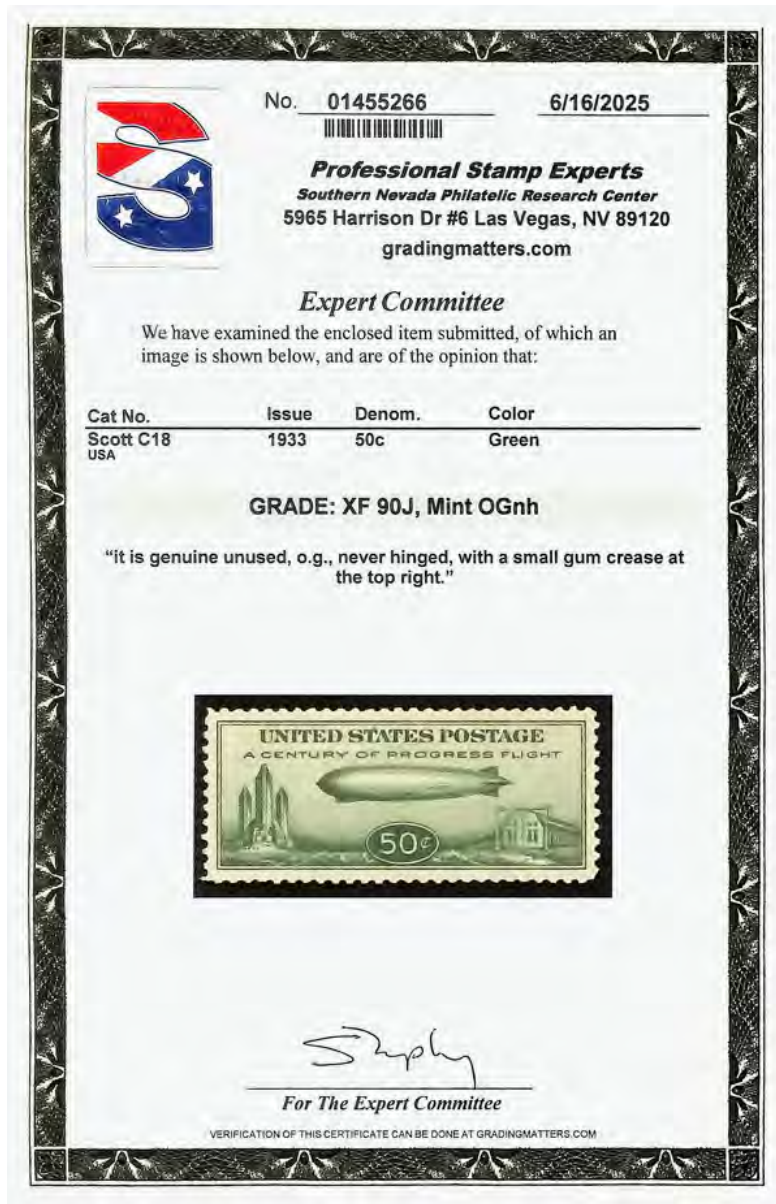 No. 01455266 6/16/2025
Professional Stamp Experts
Southern Nevada Philatelic Research Center
5965 Harrison Dr #6 Las Vegas, NV 89120
gradingmatters.com
Expert Committee
We have examined the enclosed item submitted, of which an
image is shown below, and are of the opinion that:
Cat No. Issue Denom. Color
Scott C18 1933 50c Green
USA
GRADE: XF 90J, Mint OGnh
“it is genuine unused, o.g., never hinged, with a small gum crease at
the top right.”
UNITED STATES POSTAGE
A CENTURY OF PROGRESS FLIGHT
50¢
For The Expert Committee
VERIFICATION OF THIS CERTIFICATE CAN BE DONE AT GRADINGMATTERS.COM